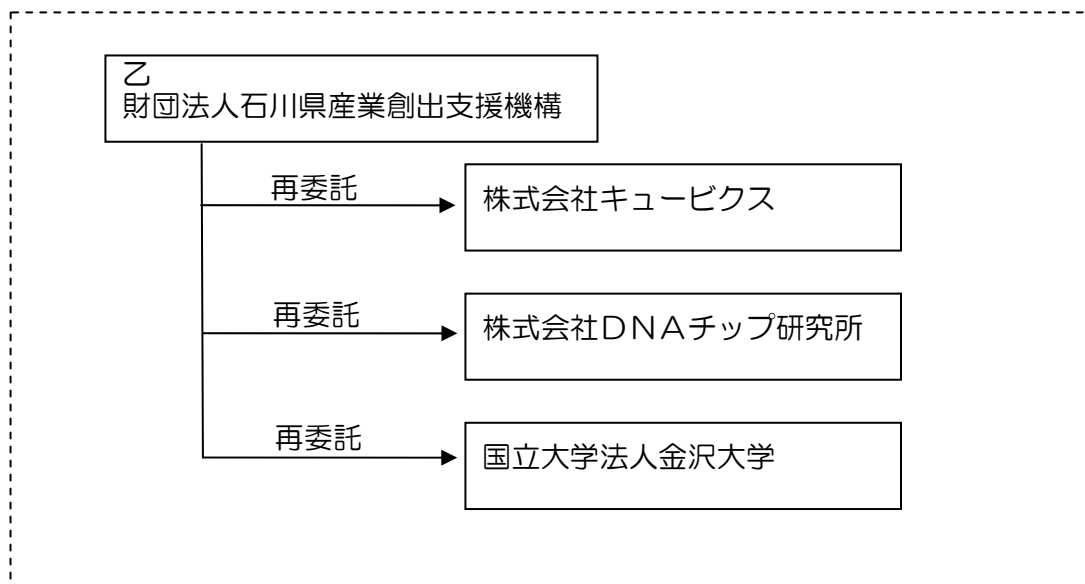 乙
財団法人石川県産業創出支援機構
再委託
株式会社キュービクス
再委託
株式会社ＤＮＡチップ研究所
再委託
国立大学法人金沢大学